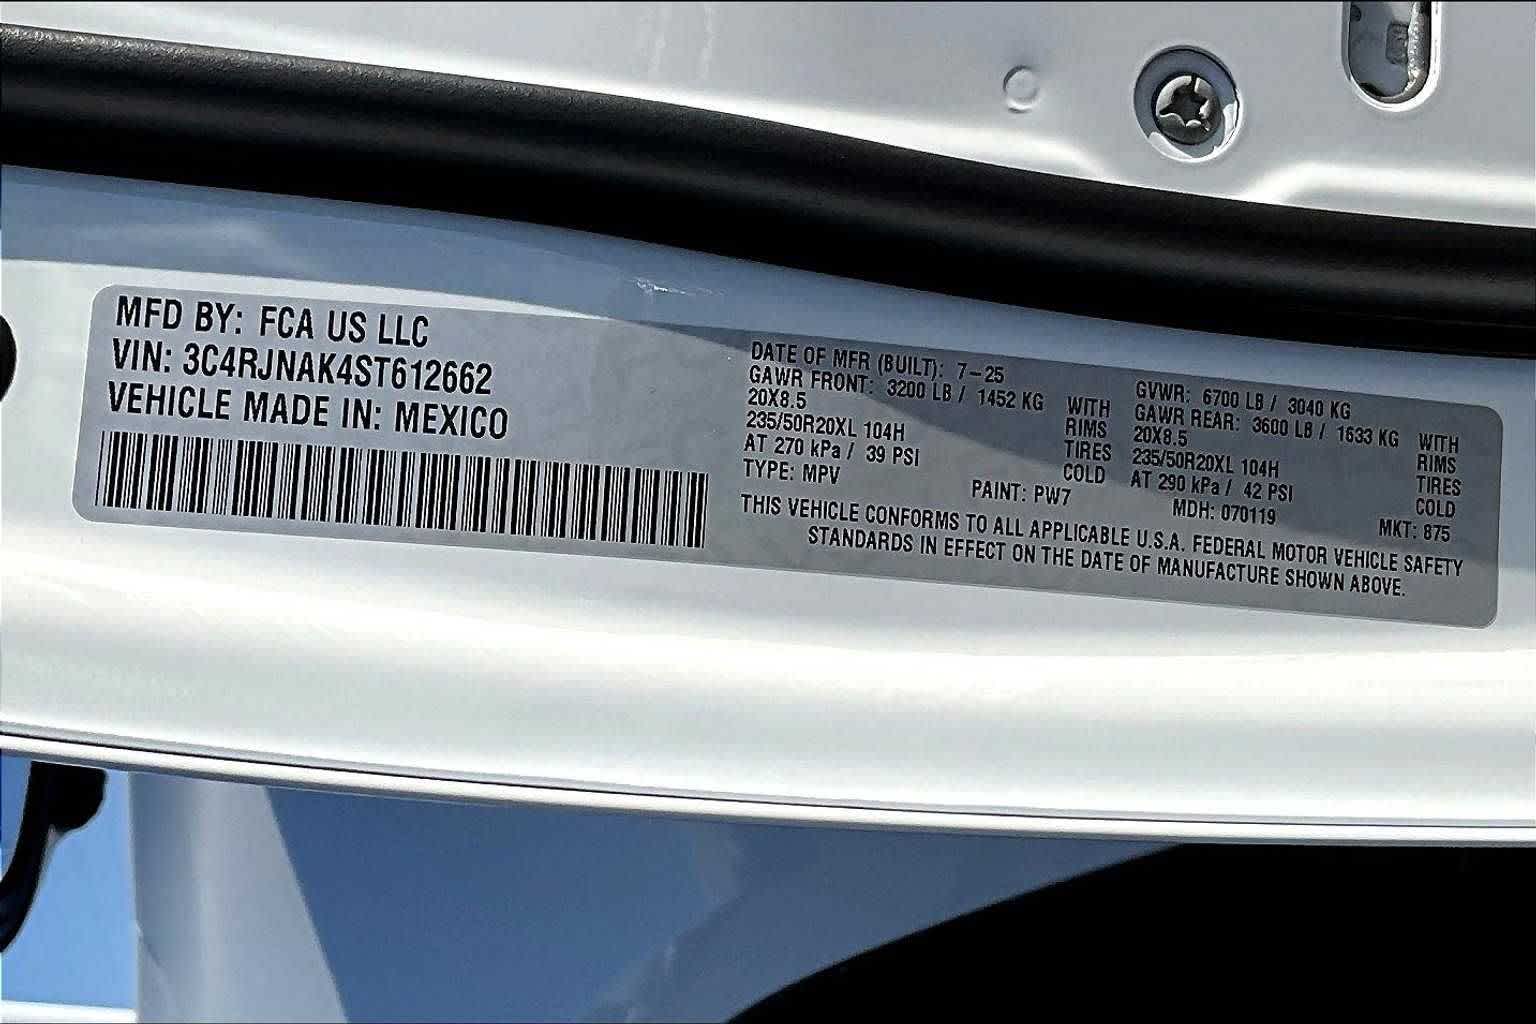 MFD BY: FCA US LLC
VIN: 3C4RJNAK4ST612662
VEHICLE MADE IN: MEXICO
DATE OF MFR (BUILT): 7-25
GAWR FRONT: 3200 LB / 1452 KG
20X8.5
235/50R20XL 104H
AT 270 kPa / 39 PSI
TYPE: MPV
WITH
RIMS
TIRES
COLD
PAINT: PW7
GVWR: 6700 LB / 3040 KG
GAWR REAR: 3600 LB / 1633 KG
20X8.5
235/50R20XL 104H
AT 290 kPa / 42 PSI
MDH: 070119
WITH
RIMS
TIRES
COLD
MKT: 875
THIS VEHICLE CONFORMS TO ALL APPLICABLE U.S.A. FEDERAL MOTOR VEHICLE SAFETY
STANDARDS IN EFFECT ON THE DATE OF MANUFACTURE SHOWN ABOVE.